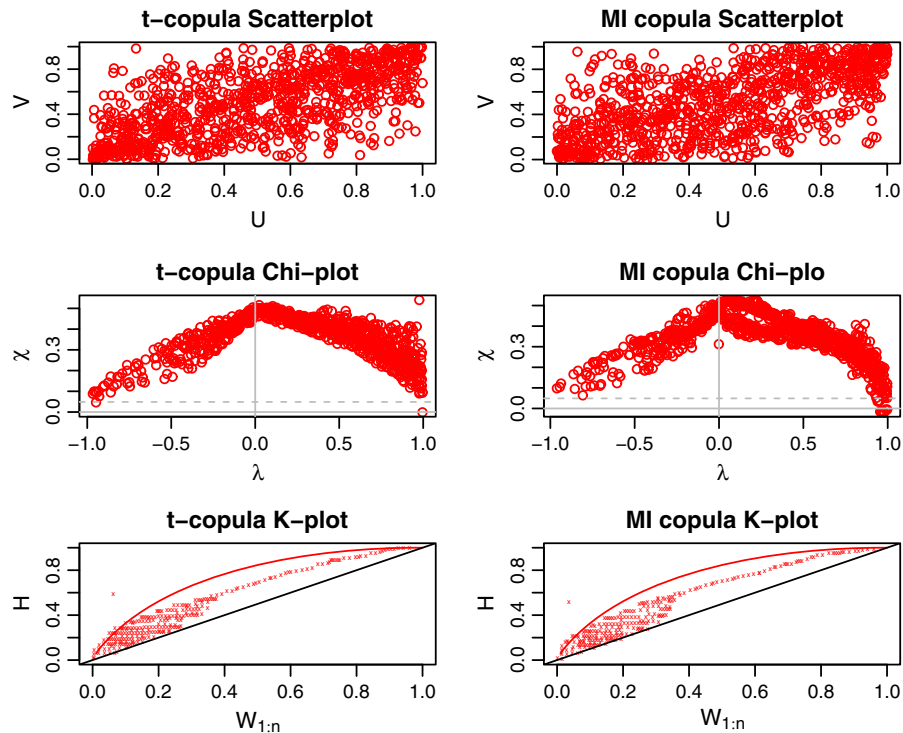 t−copula Scatterplot
V
0.0 0.4 0.8
0.0 0.2 0.4 0.6 0.8 1.0
U
MI copula Scatterplot
V
0.0 0.4 0.8
0.0 0.2 0.4 0.6 0.8 1.0
U
t−copula Chi−plot
χ
0.0 0.3
−1.0 −0.5 0.0 0.5 1.0
λ
MI copula Chi−plo
χ
0.0 0.3
−1.0 −0.5 0.0 0.5 1.0
λ
t−copula K−plot
H
0.0 0.4 0.8
0.0 0.2 0.4 0.6 0.8 1.0
W1:n
MI copula K−plot
H
0.0 0.4 0.8
0.0 0.2 0.4 0.6 0.8 1.0
W1:n